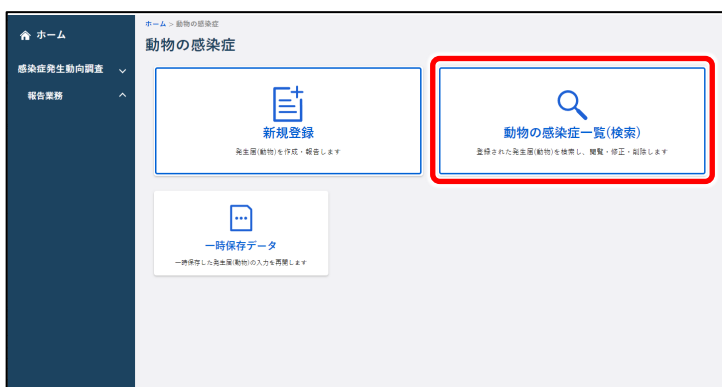 ホーム
感染症発生動向調査
報告業務
ホーム > 動物の感染症
動物の感染症
新規登録
発生届(動物)を作成・報告します
動物の感染症一覧(検索)
登録された発生届(動物)を検索し、閲覧・修正・削除します
一時保存データ
一時保存した発生届(動物)の入力を再開します